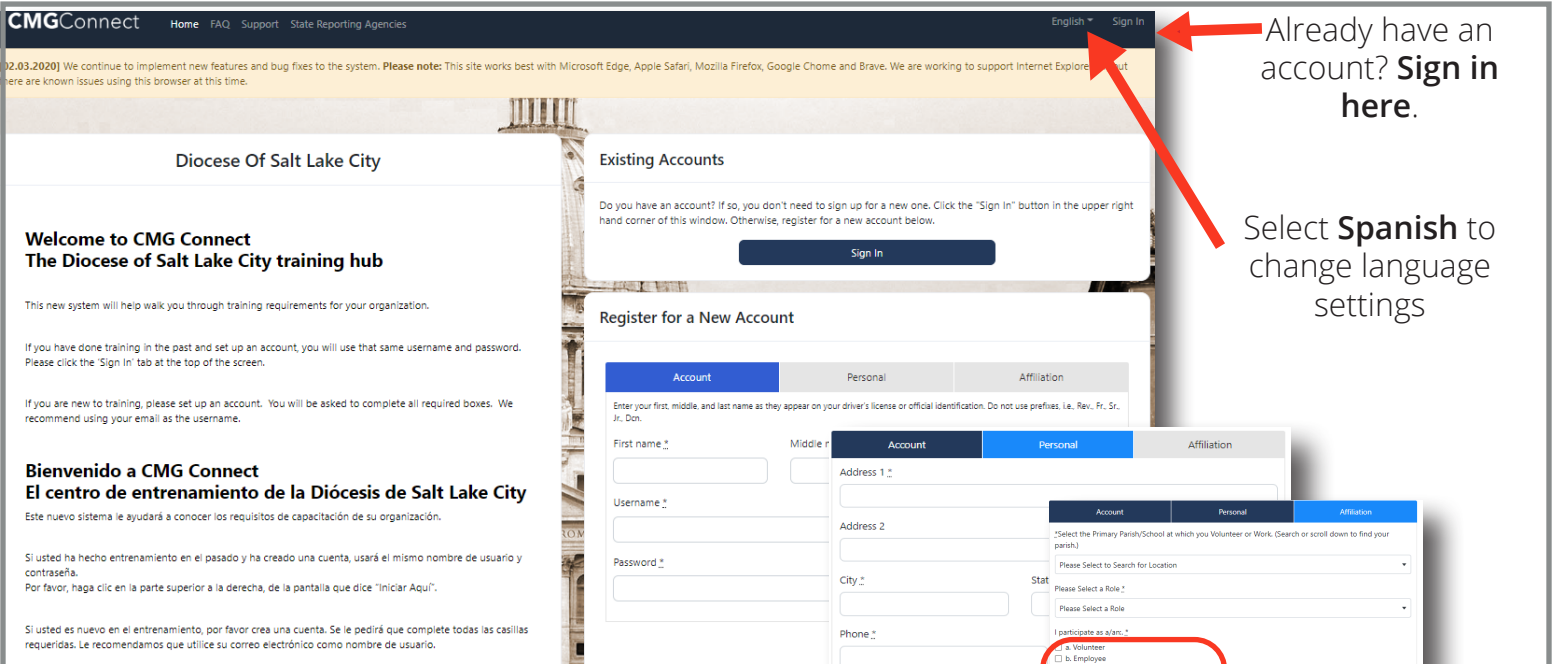 CMGConnect Home FAQ Support State Reporting Agencies English Sign In
02.03.2020] We continue to implement new features and bug fixes to the system. Please note: This site works best with Microsoft Edge, Apple Safari, Mozilla Firefox, Google Chome and Brave. We are working to support Internet Explorer but
there are known issues using this browser at this time.
Already have an
account? Sign in
here.
Select Spanish to
change language
settings
Diocese Of Salt Lake City
Welcome to CMG Connect
The Diocese of Salt Lake City training hub
This new system will help walk you through training requirements for your organization.
If you have done training in the past and set up an account, you will use that same username and password.
Please click the 'Sign In' tab at the top of the screen.
If you are new to training, please set up an account. You will be asked to complete all required boxes. We
recommend using your email as the username.
Bienvenido a CMG Connect
El centro de entrenamiento de la Diócesis de Salt Lake City
Este nuevo sistema le ayudará a conocer los requisitos de capacitación de su organización.
Si usted ha hecho entrenamiento en el pasado y ha creado una cuenta, usará el mismo nombre de usuario y
contraseña.
Por favor, haga clic en la parte superior a la derecha, de la pantalla que dice "Iniciar Aquí".
Si usted es nuevo en el entrenamiento, por favor crea una cuenta. Se le pedirá que complete todas las casillas
requeridas. Le recomendamos que utilice su correo electrónico como nombre de usuario.
Existing Accounts
Do you have an account? If so, you don't need to sign up for a new one. Click the "Sign In" button in the upper right
hand corner of this window. Otherwise, register for a new account below.
Sign In
Register for a New Account
Account Personal Affiliation
Enter your first, middle, and last name as they appear on your driver's license or official identification. Do not use prefixes, i.e., Rev., Fr., Sr.,
Jr., Dcn.
First name * Middle
Username *
Password *
Account Personal Affiliation
Address 1 *
Address 2
City * Stat
Phone *
Account Personal Affiliation
*Select the Primary Parish/School at which you Volunteer or Work. (Search or scroll down to find your
parish.)
Please Select to Search for Location
Please Select a Role *
Please Select a Role
I participate as a/an: *
a. Volunteer
b. Employee